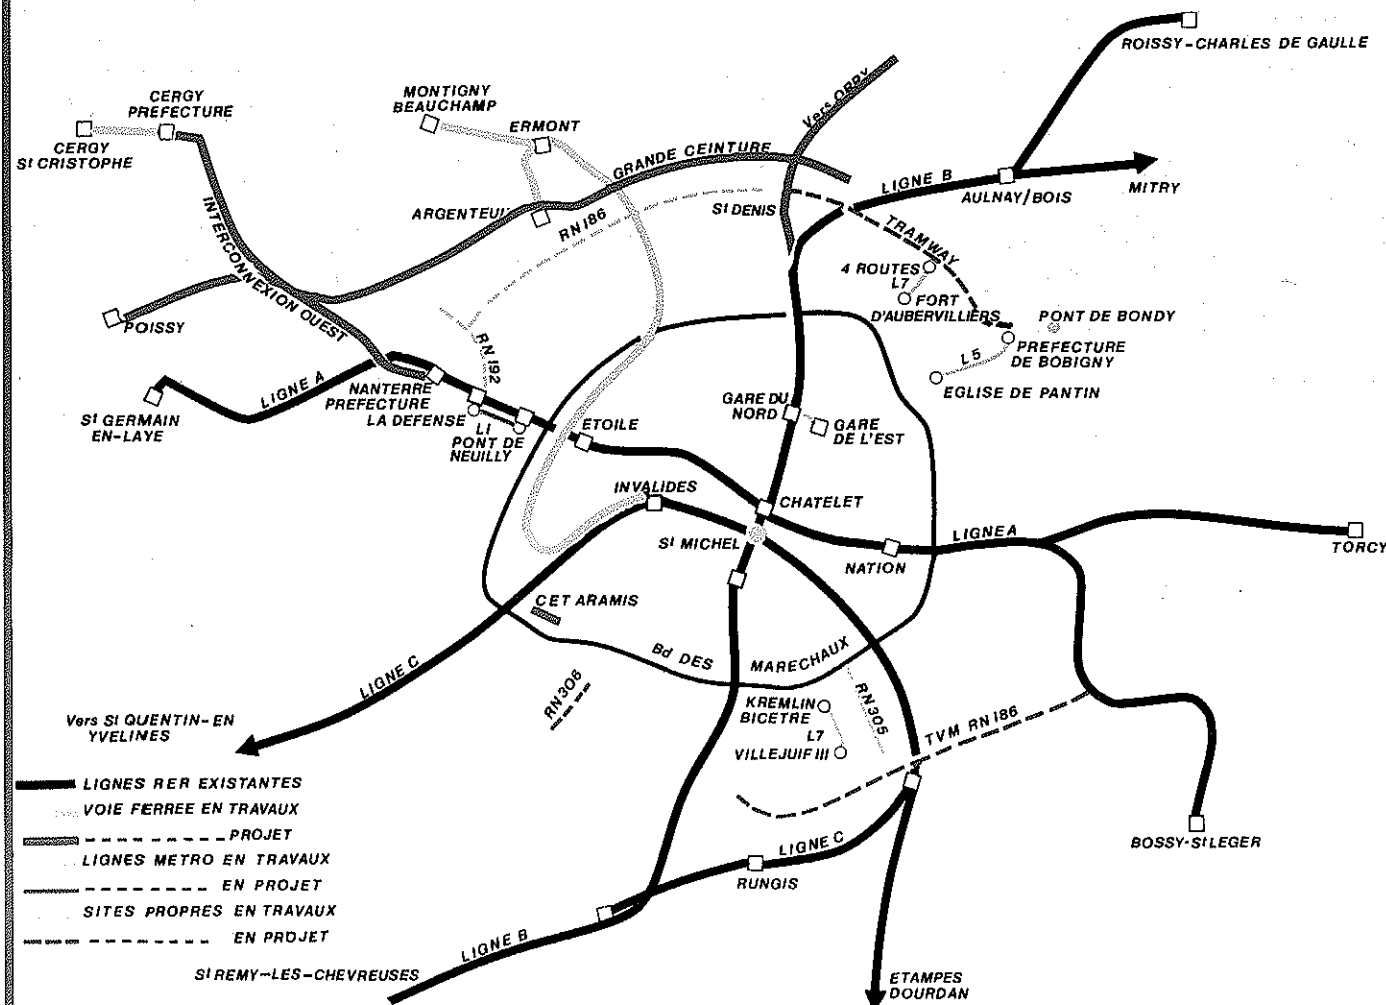 ROISSY-CHARLES DE GAULLE
CERGY
PREFECTURE
MONTIGNY
BEAUCHAMP
ERMONT
Vers ORRY
CERGY
St CRISTOPHE
GRANDE CEINTURE
LIGNE B
MITRY
AULNAY/BOIS
ARGENTEUIL
RN 186
St DENIS
TRAMWAY
INTERCONNEXION OUEST
4 ROUTES
L7
FORT
D'AUBERVILLIERS
PONT DE BONDY
POISSY
RN 192
L5
PREFECTURE
DE BOBIGNY
EGLISE DE PANTIN
LIGNE A
NANTERRE
PREFECTURE
LA DEFENSE
St GERMAIN
EN-LAYE
L1
PONT DE
NEUILLY
ETOILE
GARE DU
NORD
GARE
DE L'EST
INVALIDES
CHATELET
St MICHEL
NATION
LIGNE A
TORCY
CET ARAMIS
Bd DES MARECHAUX
LIGNE C
RN 306
KREMLIN
BICETRE
L7
VILLEJUIF III
RN305
TVM RN 186
Vers St QUENTIN-EN
YVELINES
LIGNES RER EXISTANTES
VOIE FERREE EN TRAVAUX
PROJET
LIGNES METRO EN TRAVAUX
EN PROJET
SITES PROPRES EN TRAVAUX
EN PROJET
BOSSY-St LEGER
LIGNE C
RUNGIS
LIGNE B
St REMY-LES-CHEVREUSES
ETAMPES
DOURDAN